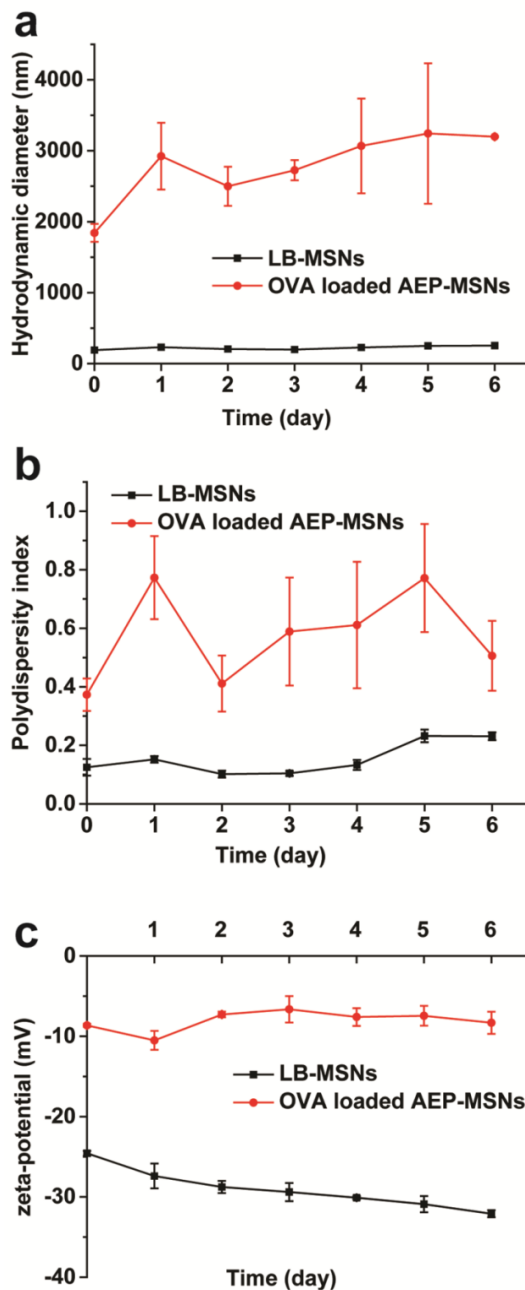 a
Hydrodynamic diameter (nm)
4000
3000
2000
1000
0
LB-MSNs
OVA loaded AEP-MSNs
0 1 2 3 4 5 6
Time (day)
b
Polydispersity index
1.0
0.8
0.6
0.4
0.2
0.0
LB-MSNs
OVA loaded AEP-MSNs
0 1 2 3 4 5 6
Time (day)
c
1 2 3 4 5 6
zeta-potential (mV)
0
-10
-20
-30
-40
LB-MSNs
OVA loaded AEP-MSNs
Time (day)